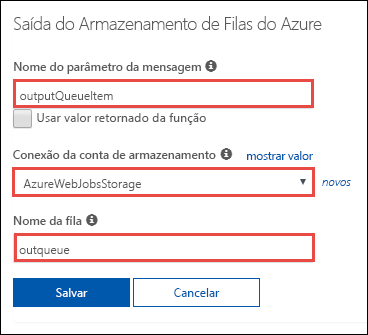 Saída do Armazenamento de Filas do Azure
Nome do parâmetro da mensagem
outputQueueItem
Usar valor retornado da função
Conexão da conta de armazenamento mostrar valor
AzureWebJobsStorage novos
Nome da fila
outqueue
Salvar Cancelar